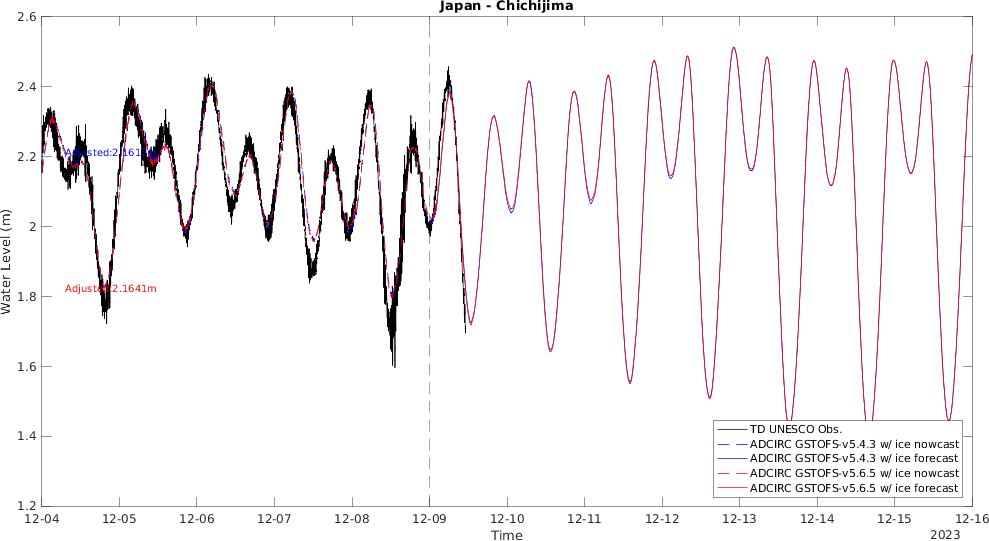 Japan - Chichijima
Water Level (m)
2.6
2.4
2.2
2
1.8
1.6
1.4
1.2
Adjusted:2.161
Adjusted:2.1641m
TD UNESCO Obs.
ADCIRC GSTOFS-v5.4.3 w/ ice nowcast
ADCIRC GSTOFS-v5.4.3 w/ ice forecast
ADCIRC GSTOFS-v5.6.5 w/ ice nowcast
ADCIRC GSTOFS-v5.6.5 w/ ice forecast
12-04 12-05 12-06 12-07 12-08 12-09 12-10 12-11 12-12 12-13 12-14 12-15 12-16
Time
2023